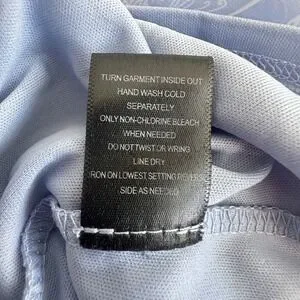 TURN GARMENT INSIDE OUT
HAND WASH COLD
SEPARATELY
ONLY NON-CHLORINE BLEACH
WHEN NEEDED
DO NOT TWIST OR WRING
LINE DRY
IRON ON LOWEST SETTING REVERSE
SIDE AS NEEDED